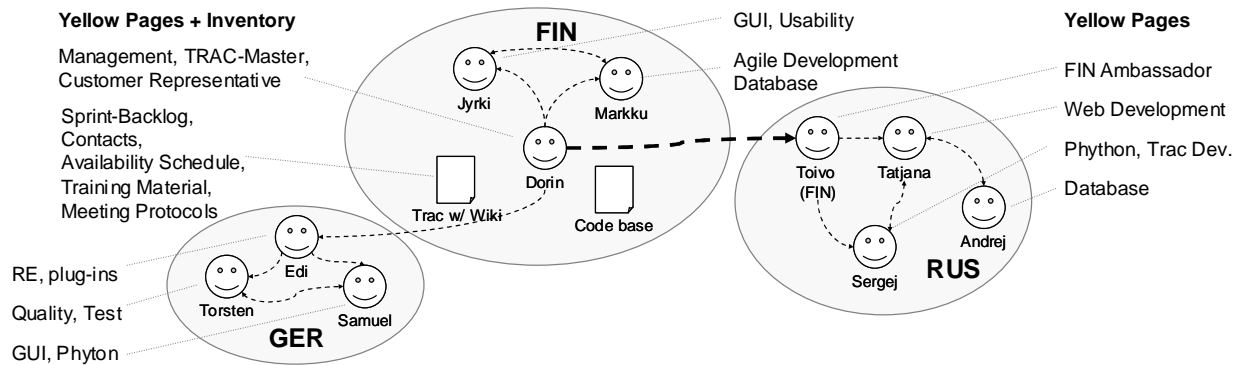 Yellow Pages + Inventory
Management, TRAC-Master,
Customer Representative
Sprint-Backlog,
Contacts,
Availability Schedule,
Training Material,
Meeting Protocols
RE, plug-ins
Quality, Test
GUI, Phyton
FIN
Jyrki
Markku
Dorin
Trac w/ Wiki
Code base
Edi
Torsten
Samuel
GER
GUI, Usability
Agile Development
Database
Yellow Pages
FIN Ambassador
Web Development
Phython, Trac Dev.
Database
Toivo
(FIN)
Tatjana
Andrej
Sergej
RUS